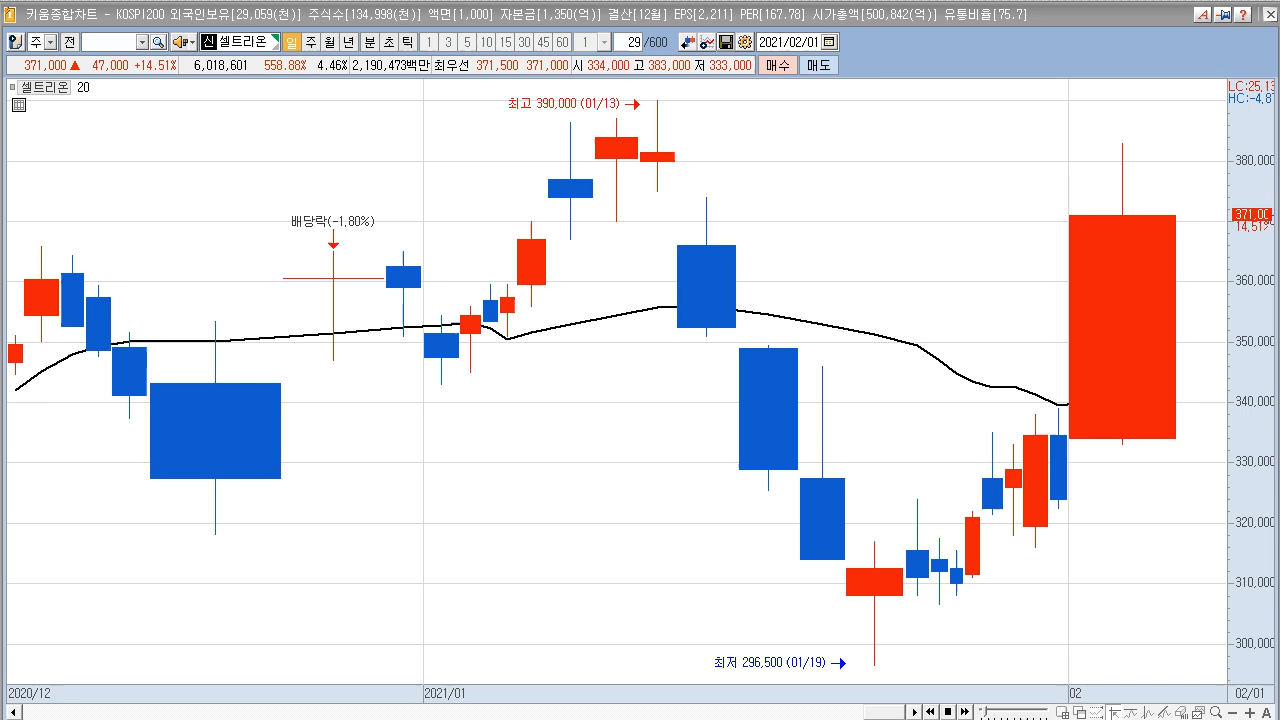 키움종합차트 - KOSPI200 외국인보유[29,059(천)] 주식수[134,998(천)] 액면[1,000] 자본금[1,350(억)] 결산[12월] EPS[2,211] PER[167.78] 시가총액[500,842(억)] 유통비율[75.7]
주 전 신 셀트리온 일 주 월 년 분 초 틱 1 3 5 10 15 30 45 60 1 29 /600 2021/02/01
371,000 ▲ 47,000 +14.51% 6,018,601 558.88% 4.46% 2,190,473백만 최우선 371,500 371,000 시 334,000 고 383,000 저 333,000 매수 매도
셀트리온 20
LC:25,13
HC:-4,8
최고 390,000 (01/13) →
380,000
배당락(-1,80%)
371,00
14,51%
360,000
350,000
340,000
330,000
320,000
310,000
300,000
최저 296,500 (01/19) →
2020/12 2021/01 02 02/01